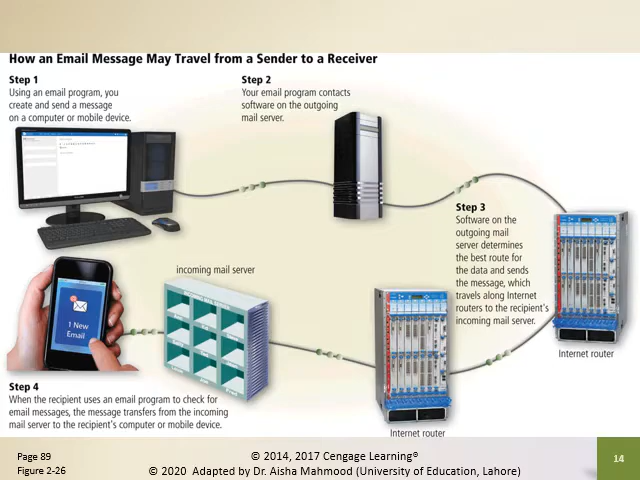 How an Email Message May Travel from a Sender to a Receiver
Step 1
Using an email program, you
create and send a message
on a computer or mobile device.
Step 2
Your email program contacts
software on the outgoing
mail server.
Step 3
Software on the
outgoing mail
server determines
the best route for
the data and sends
the message, which
travels along Internet
routers to the recipient's
incoming mail server.
Internet router
incoming mail server
1 New
Email
Internet router
Step 4
When the recipient uses an email program to check for
email messages, the message transfers from the incoming
mail server to the recipient's computer or mobile device.
Page 89
Figure 2-26
© 2014, 2017 Cengage Learning®
© 2020 Adapted by Dr. Aisha Mahmood (University of Education, Lahore)
14